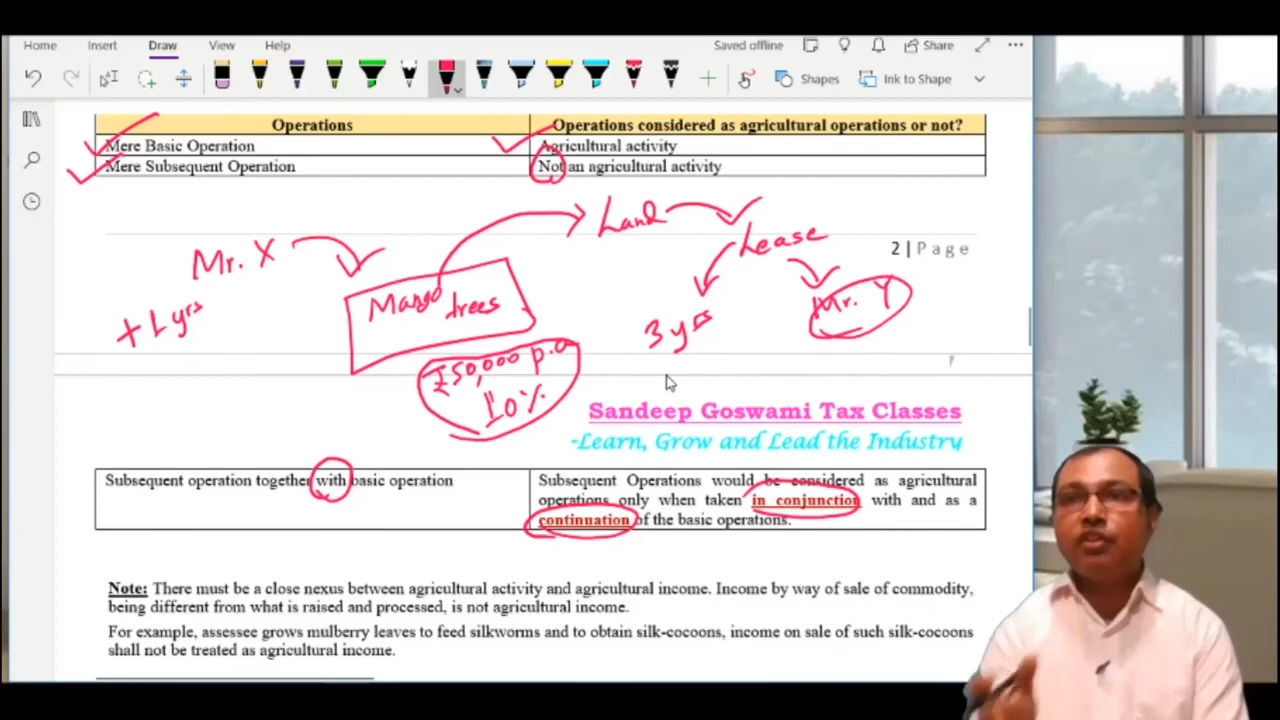 Home Insert Draw View Help Saved offline Share
Shapes Ink to Shape
Operations Operations considered as agricultural operations or not?
Mere Basic Operation Agricultural activity
Mere Subsequent Operation Not an agricultural activity
Land
Lease
Mr. X
2 | Page
Mango trees
Mr. Y
+1 yrs
3 yrs
₹50,000 p.a
10%
Sandeep Goswami Tax Classes
-Learn, Grow and Lead the Industry
Subsequent operation together with basic operation
Subsequent Operations would be considered as agricultural
operations only when taken in conjunction with and as a
continuation of the basic operations.
Note: There must be a close nexus between agricultural activity and agricultural income. Income by way of sale of commodity,
being different from what is raised and processed, is not agricultural income.
For example, assessee grows mulberry leaves to feed silkworms and to obtain silk-cocoons, income on sale of such silk-cocoons
shall not be treated as agricultural income.